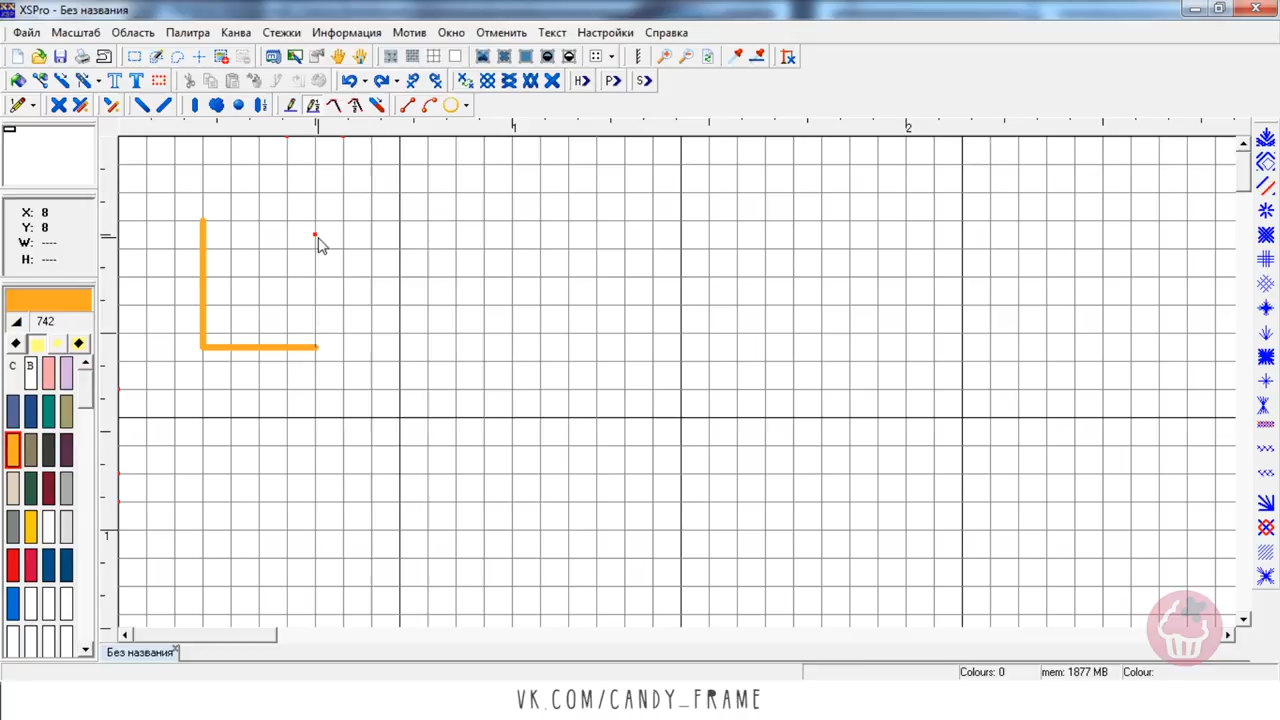 XSPro - Без названия
Файл Масштаб Область Палитра Канва Стежки Информация Мотив Окно Отменить Текст Настройки Справка
H> P> S>
1 2
X: 8
Y: 8
W: ----
H: ----
742
C B
1
Без названия
Colours: 0 mem: 1877 MB Colour:
VK.COM/CANDY_FRAME